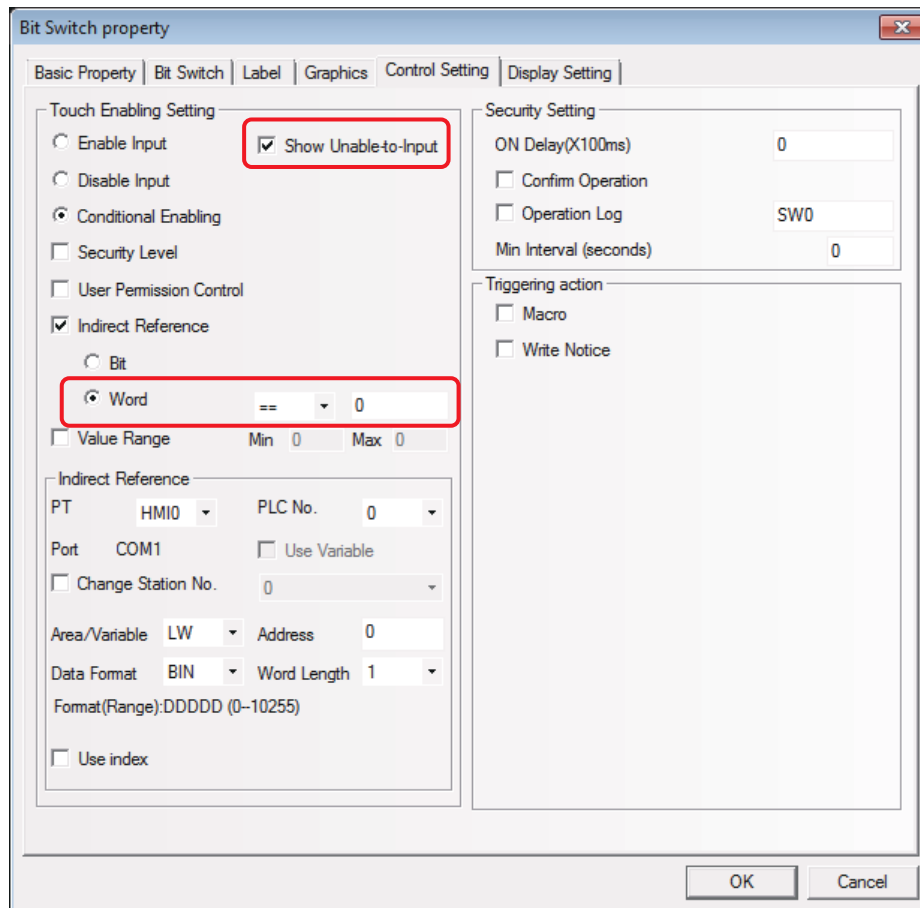 Bit Switch property
Basic Property Bit Switch Label Graphics Control Setting Display Setting
Touch Enabling Setting
Enable Input
Show Unable-to-Input
Disable Input
Conditional Enabling
Security Level
User Permission Control
Indirect Reference
Bit
Word == 0
Value Range Min 0 Max 0
Indirect Reference
PT HMI0 PLC No. 0
Port COM1 Use Variable
Change Station No. 0
Area/Variable LW Address 0
Data Format BIN Word Length 1
Format(Range):DDDDD (0--10255)
Use index
Security Setting
ON Delay(X100ms) 0
Confirm Operation
Operation Log SW0
Min Interval (seconds) 0
Triggering action
Macro
Write Notice
OK Cancel